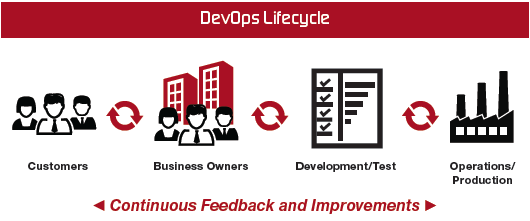 DevOps Lifecycle
Customers
Business Owners
Development/Test
Operations/
Production
Continuous Feedback and Improvements